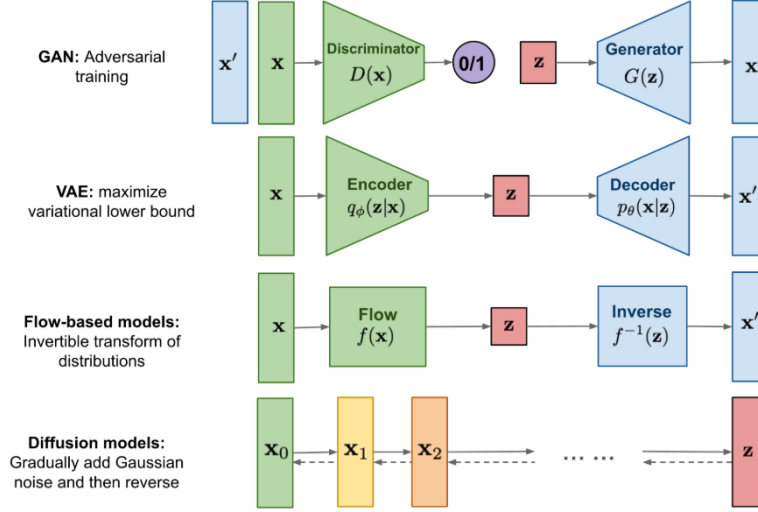 GAN: Adversarial
training
x′
x
Discriminator
D(x)
0/1
z
Generator
G(z)
x
VAE: maximize
variational lower bound
x
Encoder
qϕ(z|x)
z
Decoder
pθ(x|z)
x′
Flow-based models:
Invertible transform of
distributions
x
Flow
f(x)
z
Inverse
f⁻¹(z)
x′
Diffusion models:
Gradually add Gaussian
noise and then reverse
x₀
x₁
x₂
... ...
z